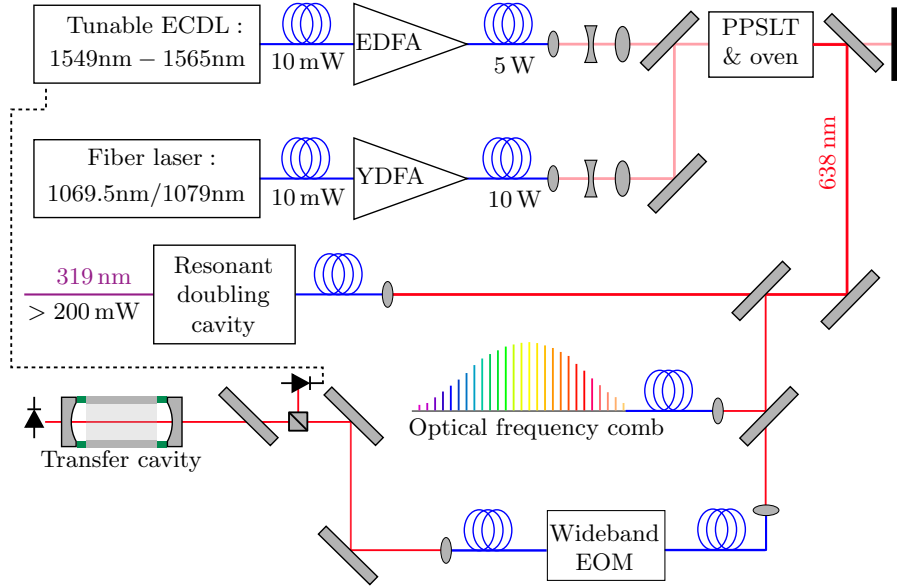 Tunable ECDL :
1549nm − 1565nm
10 mW
EDFA
5 W
PPSLT
& oven
Fiber laser :
1069.5nm/1079nm
10 mW
YDFA
10 W
638 nm
319 nm
> 200 mW
Resonant
doubling
cavity
Optical frequency comb
Transfer cavity
Wideband
EOM